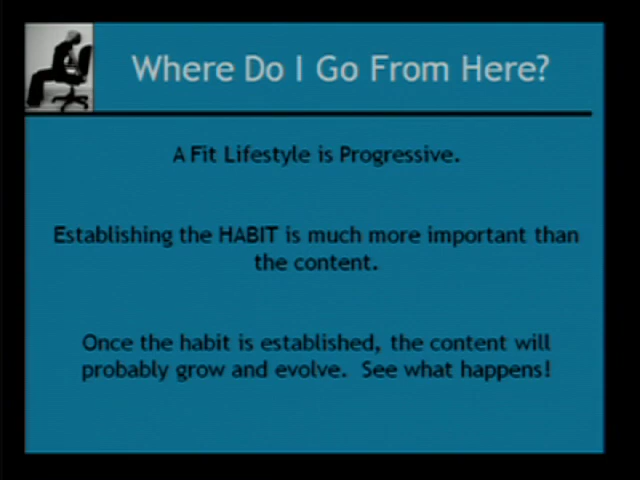 Where Do I Go From Here?
A Fit Lifestyle is Progressive.
Establishing the HABIT is much more important than
the content.
Once the habit is established, the content will
probably grow and evolve.  See what happens!